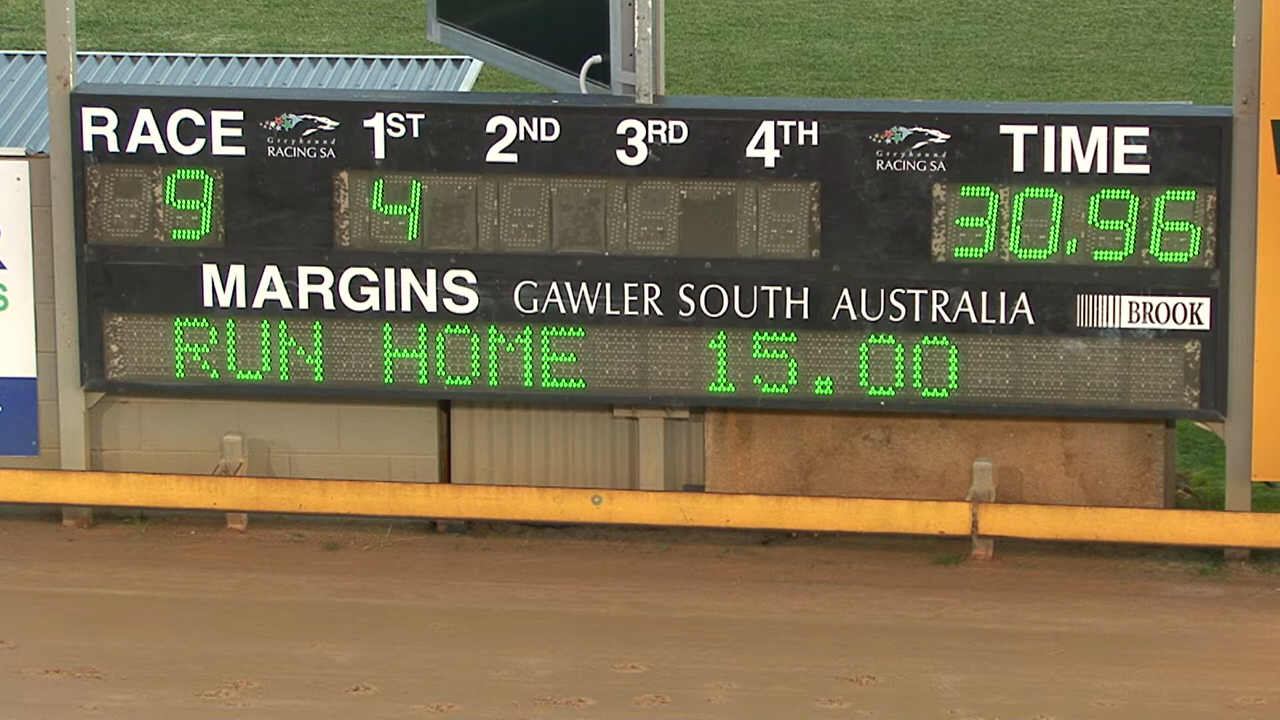 RACE Greyhound RACING SA 1ST 2ND 3RD 4TH Greyhound RACING SA TIME
9 4 30.96
MARGINS GAWLER SOUTH AUSTRALIA BROOK
RUN HOME 15.00